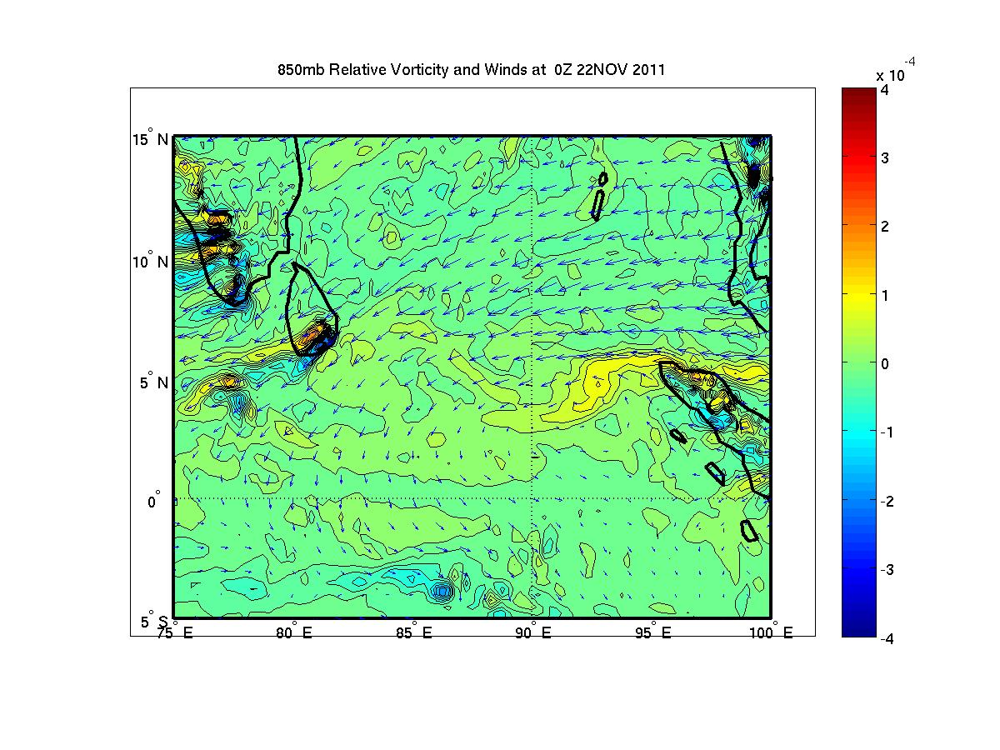 850mb Relative Vorticity and Winds at 0Z 22NOV 2011
x 10^-4
4
3
2
1
0
-1
-2
-3
-4
15° N
10° N
5° N
0°
5° S
75° E
80° E
85° E
90° E
95° E
100° E